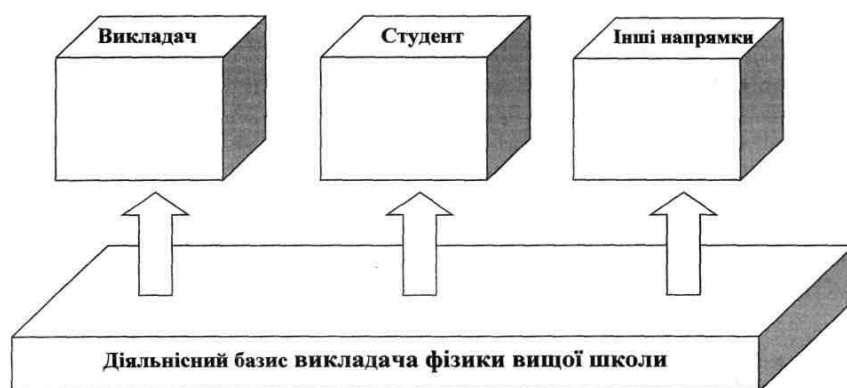 Викладач
Студент
Інші напрямки
Діяльнісний базис викладача фізики вищої школи